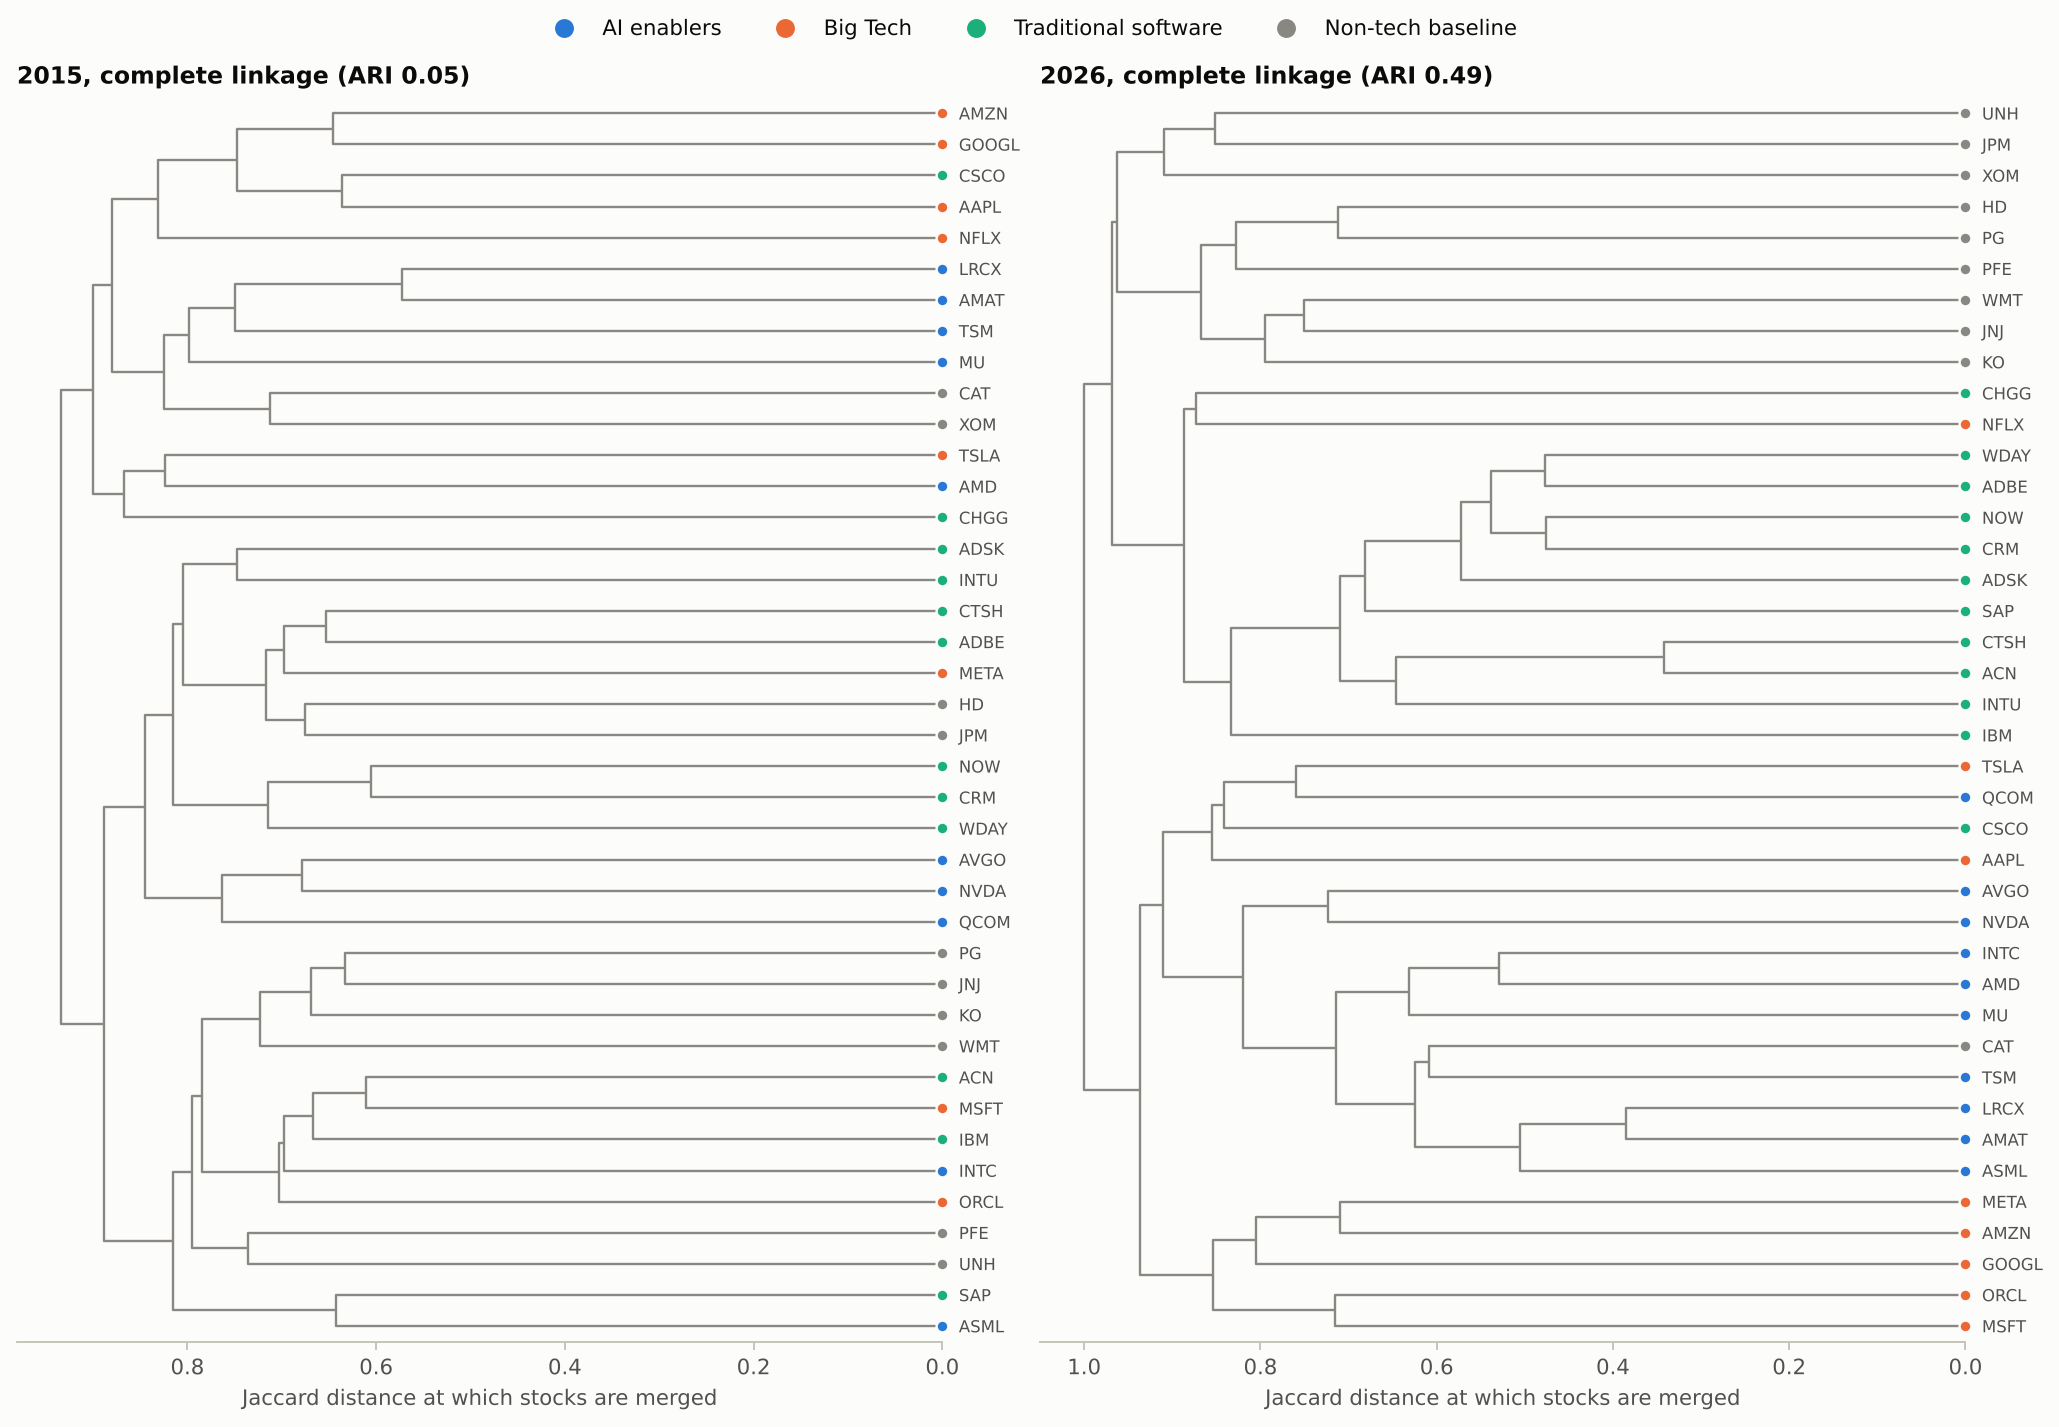 AI enablers Big Tech Traditional software Non-tech baseline
2015, complete linkage (ARI 0.05)
AMZN
GOOGL
CSCO
AAPL
NFLX
LRCX
AMAT
TSM
MU
CAT
XOM
TSLA
AMD
CHGG
ADSK
INTU
CTSH
ADBE
META
HD
JPM
NOW
CRM
WDAY
AVGO
NVDA
QCOM
PG
JNJ
KO
WMT
ACN
MSFT
IBM
INTC
ORCL
PFE
UNH
SAP
ASML
0.8 0.6 0.4 0.2 0.0
Jaccard distance at which stocks are merged
2026, complete linkage (ARI 0.49)
UNH
JPM
XOM
HD
PG
PFE
WMT
JNJ
KO
CHGG
NFLX
WDAY
ADBE
NOW
CRM
ADSK
SAP
CTSH
ACN
INTU
IBM
TSLA
QCOM
CSCO
AAPL
AVGO
NVDA
INTC
AMD
MU
CAT
TSM
LRCX
AMAT
ASML
META
AMZN
GOOGL
ORCL
MSFT
1.0 0.8 0.6 0.4 0.2 0.0
Jaccard distance at which stocks are merged